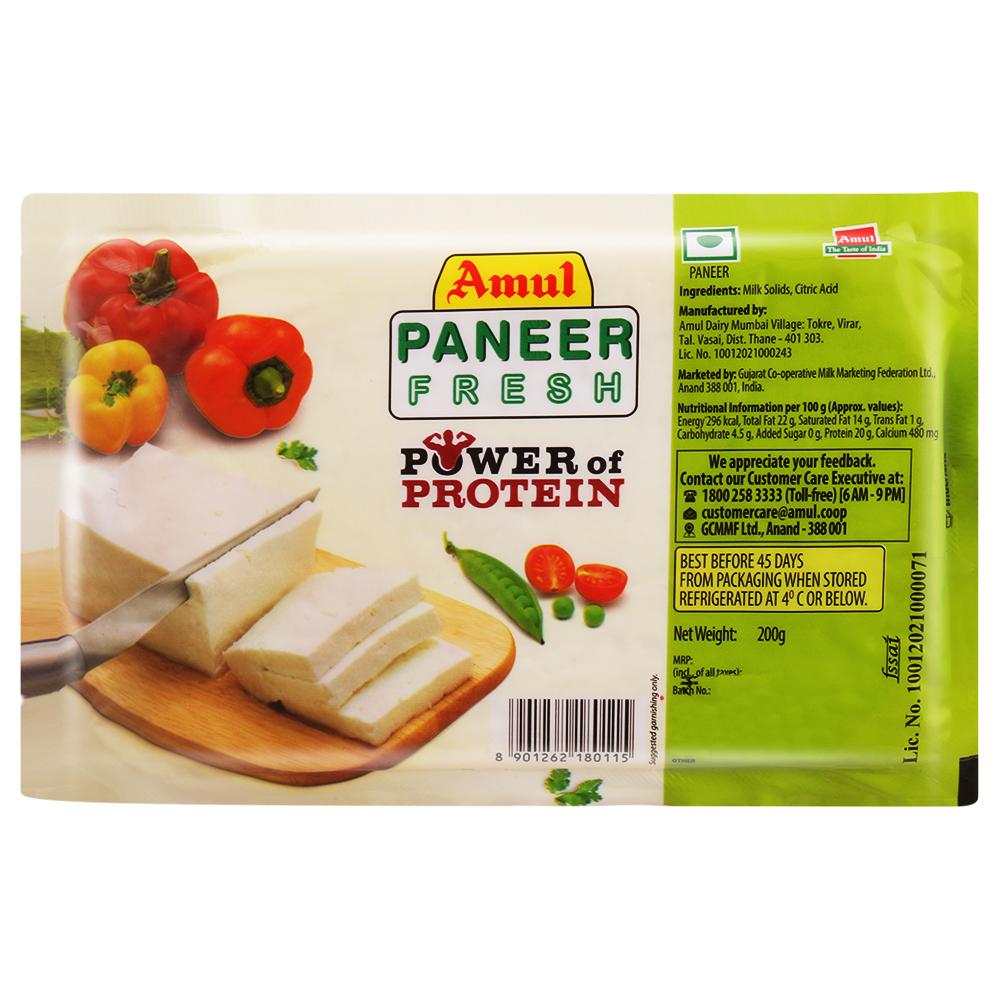 Amul
PANEER
FRESH
POWER of
PROTEIN
8 901262 180115
Suggested garnishing only.
PANEER
Amul
The Taste of India
Ingredients: Milk Solids, Citric Acid
Manufactured by:
Amul Dairy Mumbai Village: Tokre, Virar,
Tal. Vasai, Dist. Thane - 401 303.
Lic. No. 10012021000243
Marketed by: Gujarat Co-operative Milk Marketing Federation Ltd.,
Anand 388 001, India.
Nutritional Information per 100 g (Approx. values):
Energy 296 kcal, Total Fat 22 g, Saturated Fat 14 g, Trans Fat 1 g,
Carbohydrate 4.5 g, Added Sugar 0 g, Protein 20 g, Calcium 480 mg
We appreciate your feedback.
Contact our Customer Care Executive at:
1800 258 3333 (Toll-free) [6 AM - 9 PM]
customercare@amul.coop
GCMMF Ltd., Anand - 388 001
BEST BEFORE 45 DAYS
FROM PACKAGING WHEN STORED
REFRIGERATED AT 4⁰ C OR BELOW.
Net Weight: 200g
MRP:
(incl. of all taxes):
Batch No.:
OTHER
fssai
Lic. No. 10012021000071